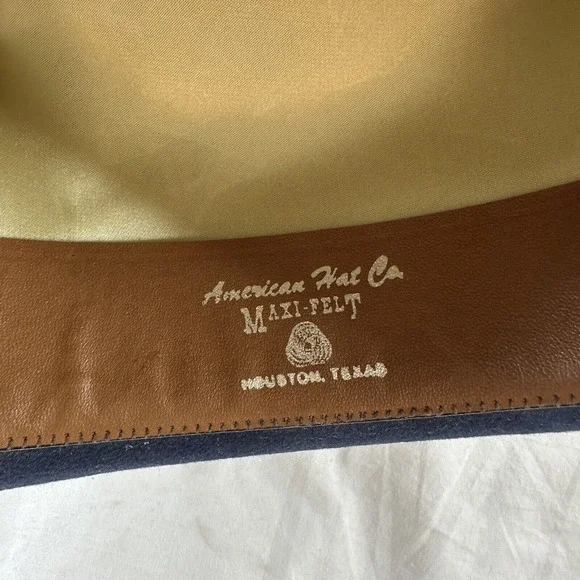 American Hat Co.
MAXI-FELT
HOUSTON, TEXAS